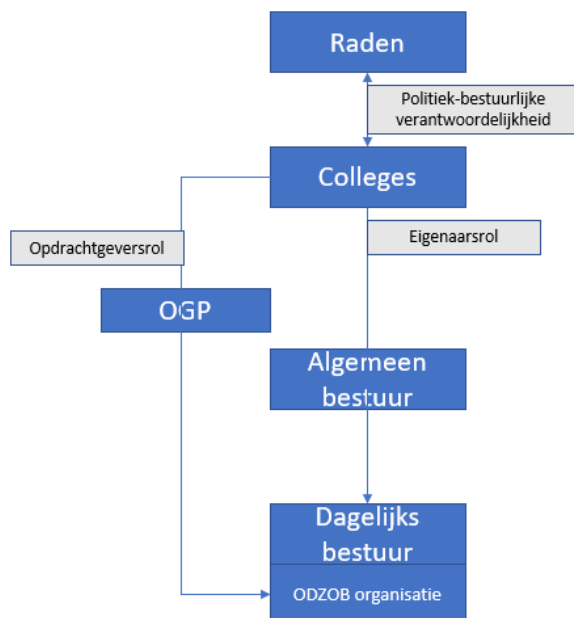 Raden
Politiek-bestuurlijke
verantwoordelijkheid
Colleges
Opdrachtgeversrol
Eigenaarsrol
OGP
Algemeen
bestuur
Dagelijks
bestuur
ODZOB organisatie